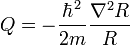 Q = -\frac{\hbar^2}{2m} \frac{\nabla^2 R}{R}